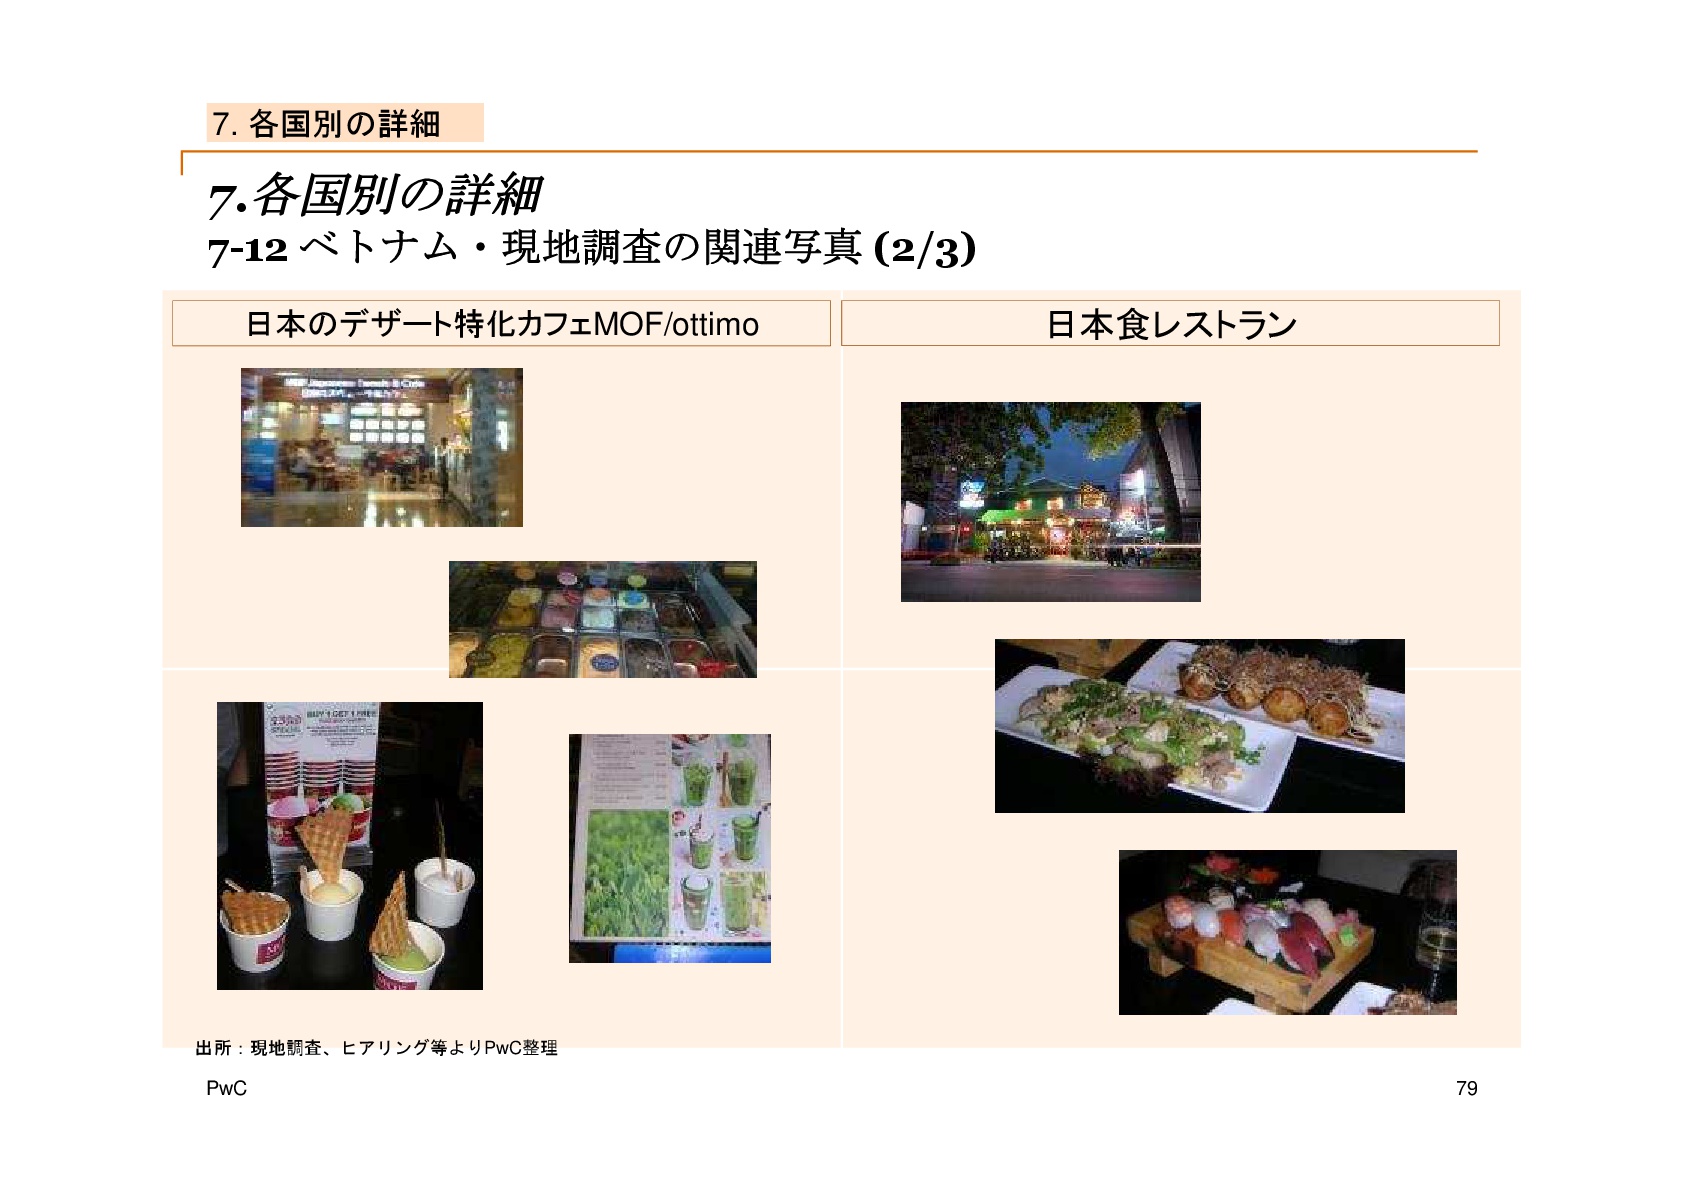 7. 各国別の詳細
7.各国別の詳細
7-12 ベトナム・現地調査の関連写真 (2/3)
日本のデザート特化カフェMOF/ottimo
日本食レストラン
BUY 1 GET 1 FREE
出所：現地調査、ヒアリング等よりPwC整理
PwC
79